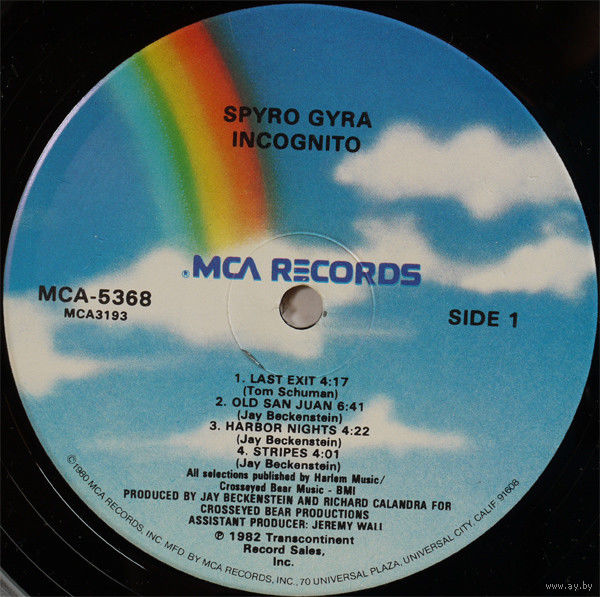 SPYRO GYRA
INCOGNITO
® MCA RECORDS
MCA-5368
MCA3193
SIDE 1
1. LAST EXIT 4:17
(Tom Schuman)
2. OLD SAN JUAN 6:41
(Jay Beckenstein)
3. HARBOR NIGHTS 4:22
(Jay Beckenstein)
4. STRIPES 4:01
(Jay Beckenstein)
All selections published by Harlem Music/
Crosseyed Bear Music - BMI
PRODUCED BY JAY BECKENSTEIN AND RICHARD CALANDRA FOR
CROSSEYED BEAR PRODUCTIONS
ASSISTANT PRODUCER: JEREMY WALL
℗ 1982 Transcontinent
Record Sales,
Inc.
©1980 MCA RECORDS, INC MFD BY MCA RECORDS, INC., 70 UNIVERSAL PLAZA, UNIVERSAL CITY, CALIF. 91608
www.ay.by